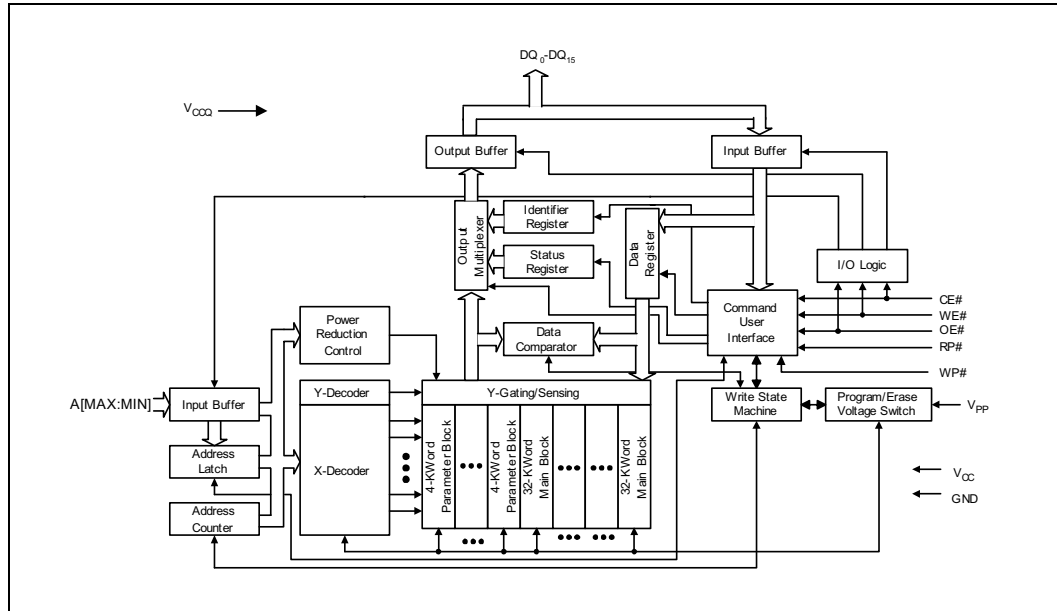 DQ0-DQ15
VCCQ
Output Buffer
Input Buffer
Output
Multiplexer
Identifier
Register
Status
Register
Data
Register
I/O Logic
Power
Reduction
Control
Data
Comparator
Command
User
Interface
CE#
WE#
OE#
RP#
WP#
A[MAX:MIN]
Input Buffer
Y-Decoder
Y-Gating/Sensing
Write State
Machine
Program/Erase
Voltage Switch
VPP
Address
Latch
X-Decoder
4-KWord
Parameter Block
4-KWord
Parameter Block
32-KWord
Main Block
32-KWord
Main Block
VCC
GND
Address
Counter